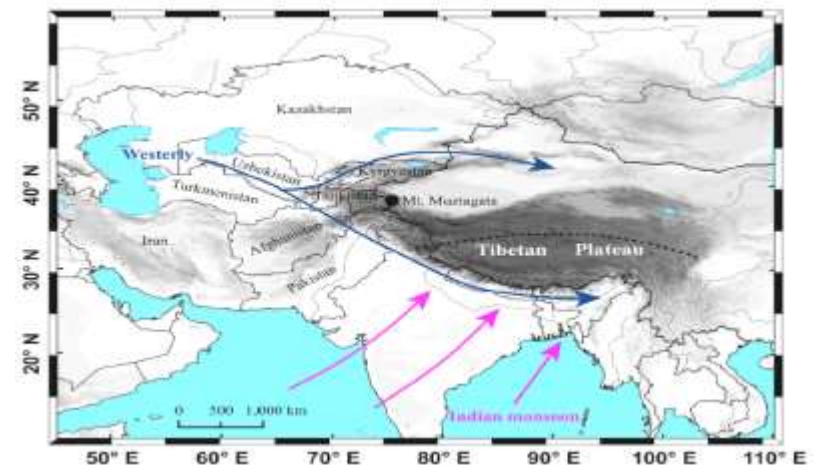 50° N
40° N
30° N
20° N
Kazakhstan
Westerly
Uzbekistan
Kyrgyzstan
Turkmenistan
Tajikistan
Mt. Muztagata
Iran
Afghanistan
Tibetan Plateau
Pakistan
0 500 1,000 km
Indian monsoon
50° E 60° E 70° E 80° E 90° E 100° E 110° E